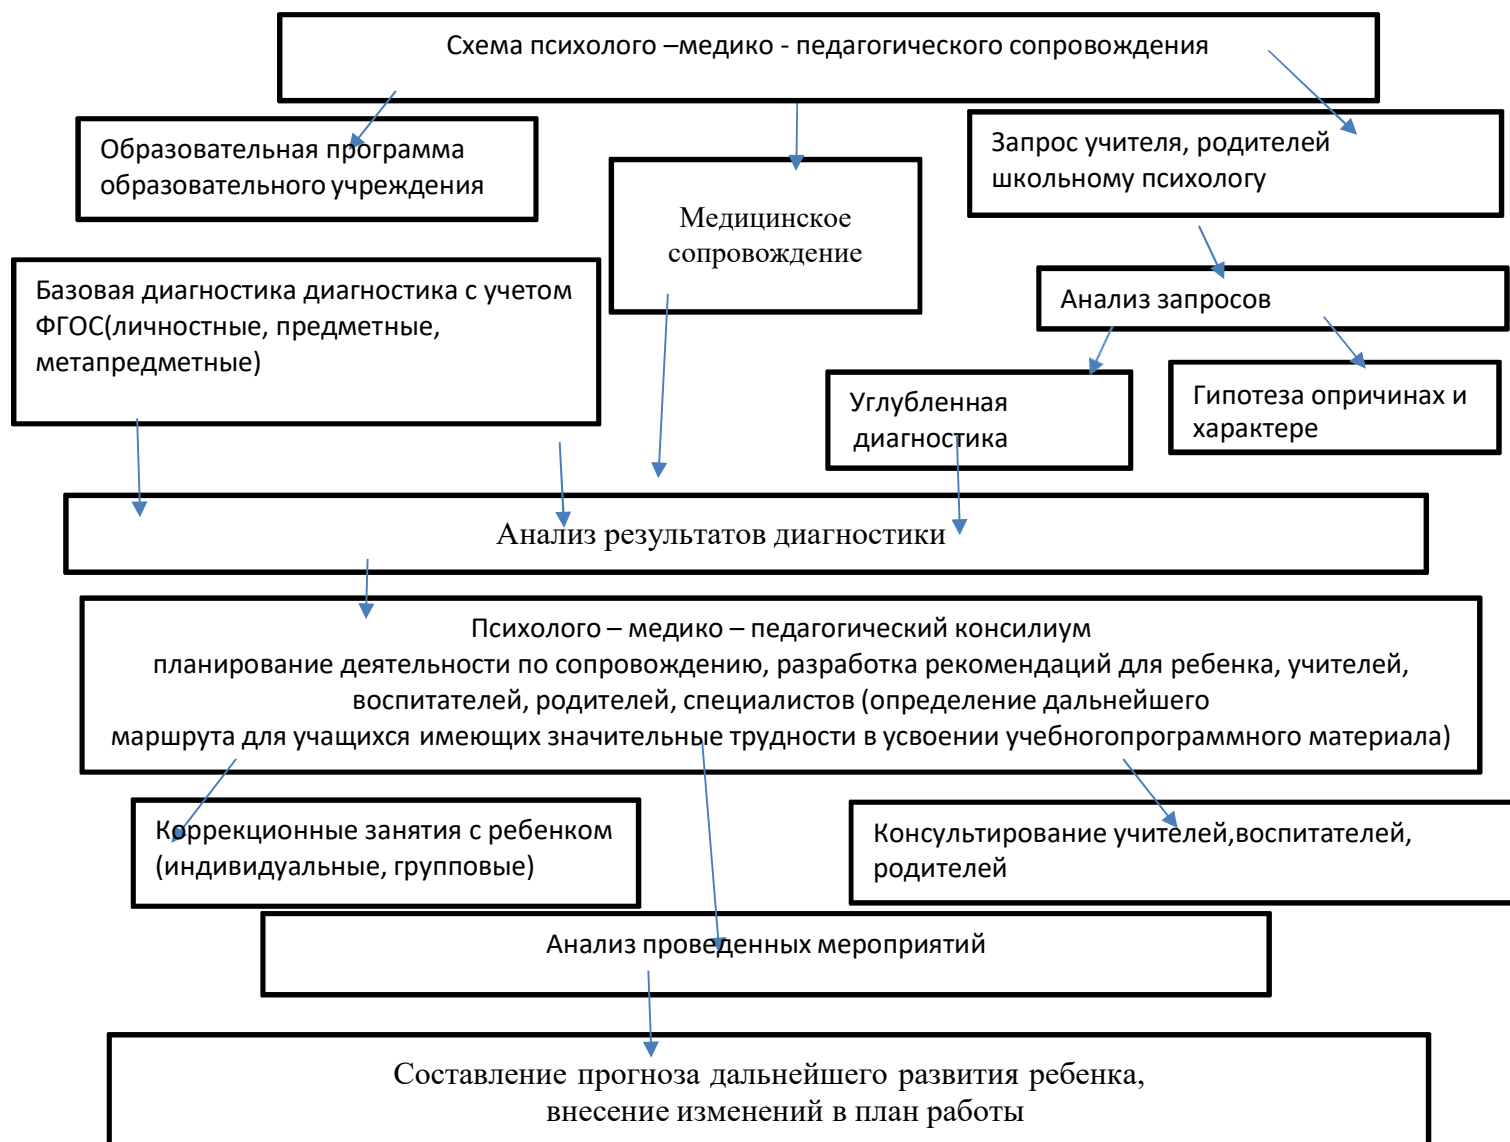 Схема психолого –медико - педагогического сопровождения
Образовательная программа
образовательного учреждения
Медицинское
сопровождение
Запрос учителя, родителей
школьному психологу
Базовая диагностика диагностика с учетом
ФГОС(личностные, предметные,
метапредметные)
Анализ запросов
Углубленная
диагностика
Гипотеза опричинах и
характере
Анализ результатов диагностики
Психолого – медико – педагогический консилиум
планирование деятельности по сопровождению, разработка рекомендаций для ребенка, учителей,
воспитателей, родителей, специалистов (определение дальнейшего
маршрута для учащихся имеющих значительные трудности в усвоении учебногопрограммного материала)
Коррекционные занятия с ребенком
(индивидуальные, групповые)
Консультирование учителей,воспитателей,
родителей
Анализ проведенных мероприятий
Составление прогноза дальнейшего развития ребенка,
внесение изменений в план работы